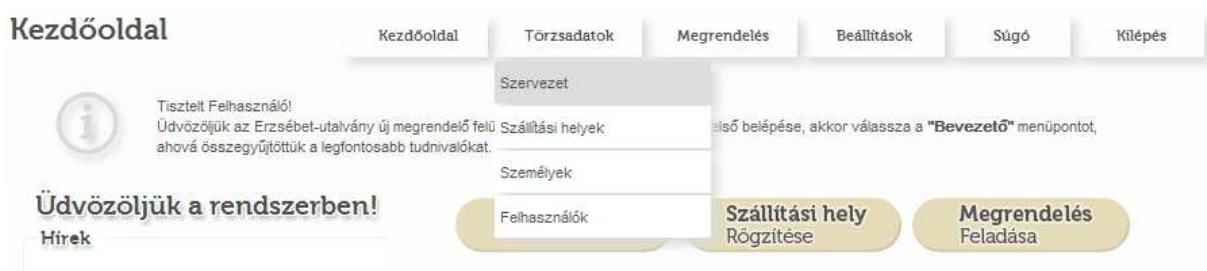 Kezdőoldal
Kezdőoldal Törzsadatok Megrendelés Beállítások Súgó Kilépés
Szervezet
Szállítási helyek
Személyek
Felhasználók
Tisztelt Felhasználó!
Üdvözöljük az Erzsébet-utalvány új megrendelő első belépése, akkor válassza a "Bevezető" menüpontot,
ahová összegyűjtöttük a legfontosabb tudnivalókat.
Üdvözöljük a rendszerben!
Hírek
Szállítási hely
Rögzítése
Megrendelés
Feladása